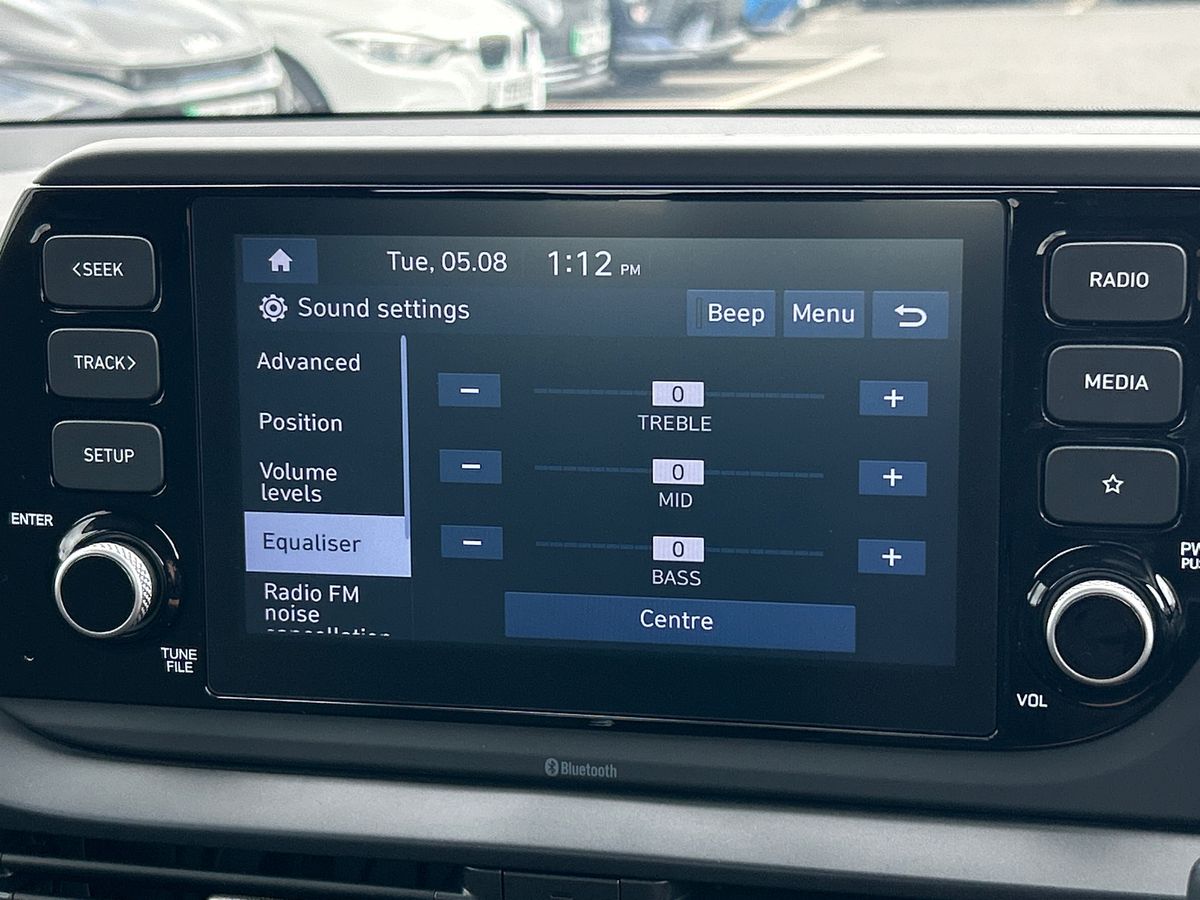 <SEEK
TRACK>
SETUP
ENTER
TUNE
FILE
Tue, 05.08 1:12 PM
Sound settings
Beep Menu
Advanced
Position
Volume
levels
Equaliser
Radio FM
noise
cancellation
− 0 +
TREBLE
− 0 +
MID
− 0 +
BASS
Centre
Bluetooth
RADIO
MEDIA
VOL